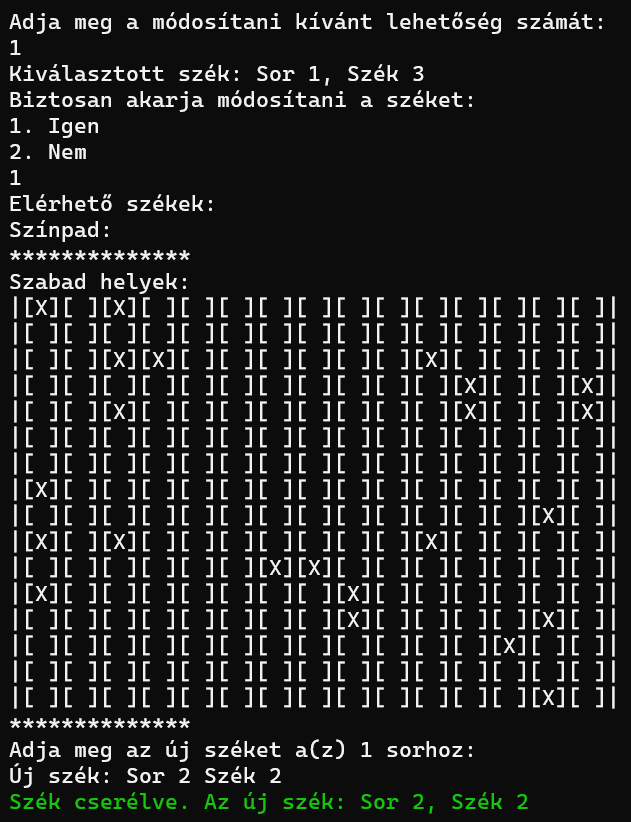 Adja meg a módosítani kívánt lehetőség számát:
1
Kiválasztott szék: Sor 1, Szék 3
Biztosan akarja módosítani a széket:
1. Igen
2. Nem
1
Elérhető székek:
Színpad:
**************
Szabad helyek:
|[X][ ][X][ ][ ][ ][ ][ ][ ][ ][ ][ ][ ][ ][ ]|
|[ ][ ][ ][ ][ ][ ][ ][ ][ ][ ][ ][ ][ ][ ][ ]|
|[ ][ ][X][X][ ][ ][ ][ ][ ][ ][X][ ][ ][ ][ ]|
|[ ][ ][ ][ ][ ][ ][ ][ ][ ][ ][ ][X][ ][ ][X]|
|[ ][ ][X][ ][ ][ ][ ][ ][ ][ ][ ][X][ ][ ][X]|
|[ ][ ][ ][ ][ ][ ][ ][ ][ ][ ][ ][ ][ ][ ][ ]|
|[ ][ ][ ][ ][ ][ ][ ][ ][ ][ ][ ][ ][ ][ ][ ]|
|[X][ ][ ][ ][ ][ ][ ][ ][ ][ ][ ][ ][ ][ ][ ]|
|[ ][ ][ ][ ][ ][ ][ ][ ][ ][ ][ ][ ][ ][X][ ]|
|[X][ ][X][ ][ ][ ][ ][ ][ ][ ][X][ ][ ][ ][ ]|
|[ ][ ][ ][ ][ ][ ][X][X][ ][ ][ ][ ][ ][ ][ ]|
|[X][ ][ ][ ][ ][ ][ ][ ][X][ ][ ][ ][ ][ ][ ]|
|[ ][ ][ ][ ][ ][ ][ ][ ][X][ ][ ][ ][ ][X][ ]|
|[ ][ ][ ][ ][ ][ ][ ][ ][ ][ ][ ][ ][X][ ][ ]|
|[ ][ ][ ][ ][ ][ ][ ][ ][ ][ ][ ][ ][ ][ ][ ]|
|[ ][ ][ ][ ][ ][ ][ ][ ][ ][ ][ ][ ][ ][X][ ]|
**************
Adja meg az új széket a(z) 1 sorhoz:
Új szék: Sor 2 Szék 2
Szék cserélve. Az új szék: Sor 2, Szék 2